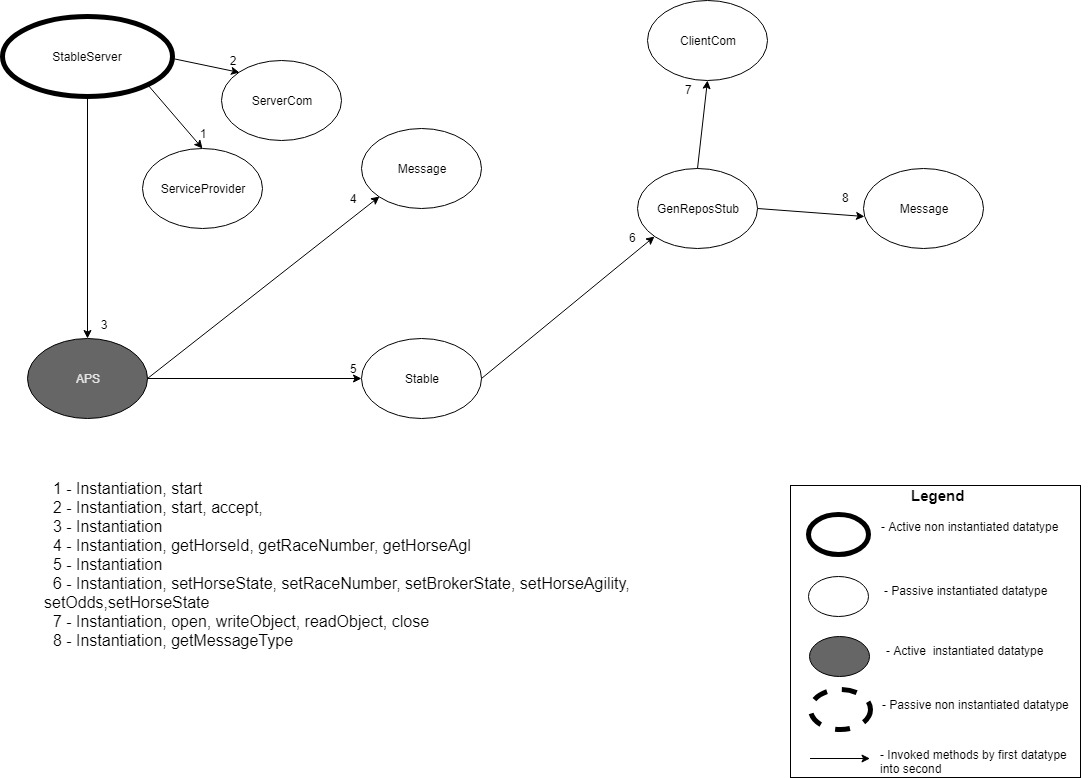 ClientCom
StableServer
2
ServerCom
7
1
Message
ServiceProvider
4
GenReposStub
8
Message
6
3
5
APS
Stable
1 - Instantiation, start
2 - Instantiation, start, accept,
3 - Instantiation
4 - Instantiation, getHorseId, getRaceNumber, getHorseAgl
5 - Instantiation
6 - Instantiation, setHorseState, setRaceNumber, setBrokerState, setHorseAgility,
setOdds,setHorseState
7 - Instantiation, open, writeObject, readObject, close
8 - Instantiation, getMessageType
Legend
- Active non instantiated datatype
- Passive instantiated datatype
- Active  instantiated datatype
- Passive non instantiated datatype
- Invoked methods by first datatype
into second